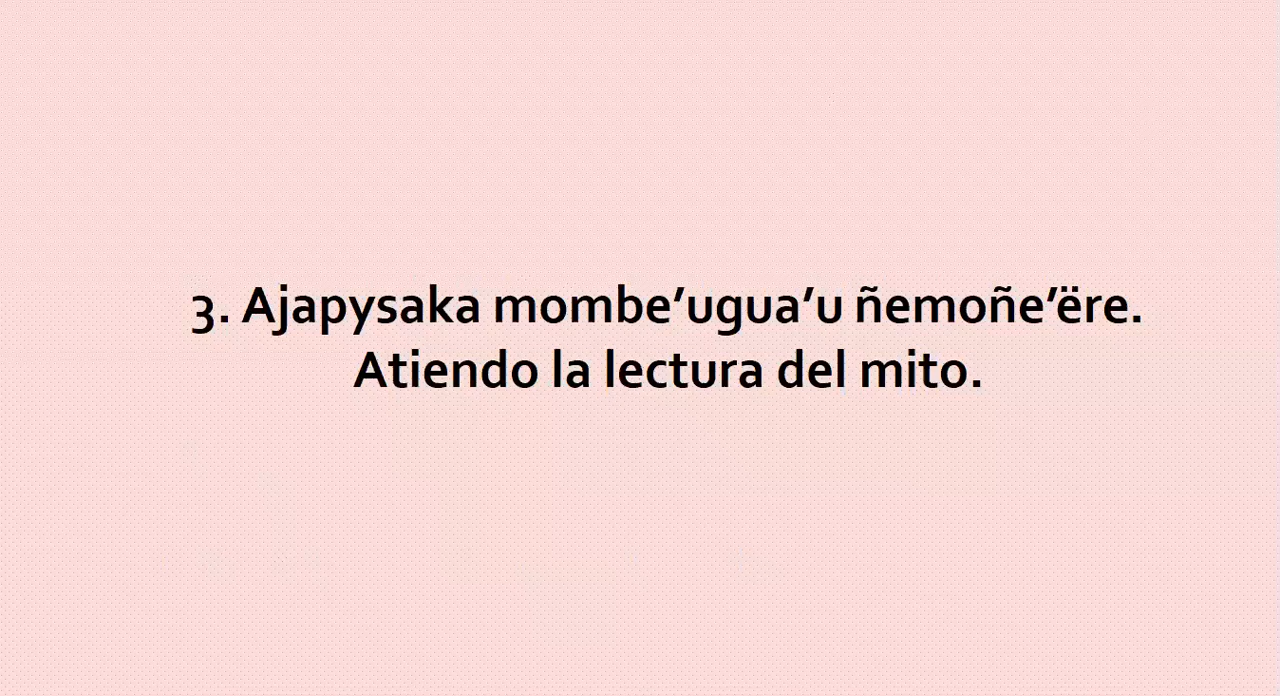 3. Ajapysaka mombe’ugua’u ñemoñe’ëre.
Atiendo la lectura del mito.